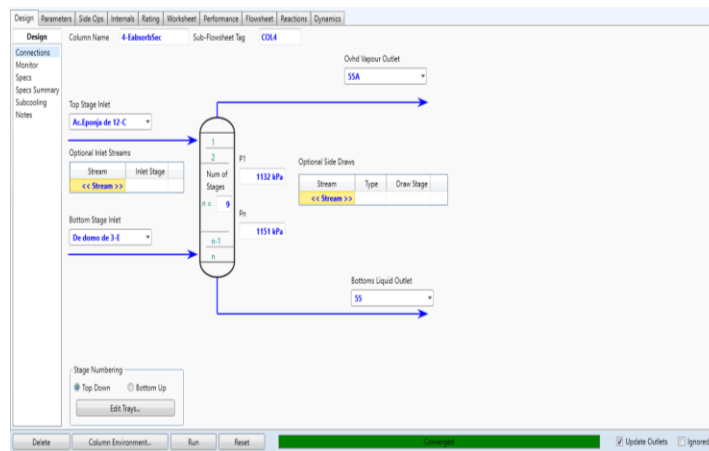 Design Parameters Side Ops Internals Rating Worksheet Performance Flowsheet Reactions Dynamics
Design
Connections
Monitor
Specs
Specs Summary
Subcooling
Notes
Column Name 4-EabsorbSec Sub-Flowsheet Tag COL4
Ovhd Vapour Outlet
55A
Top Stage Inlet
Ac.Eponja de 12-C
Optional Inlet Streams
Stream Inlet Stage
<< Stream >>
Bottom Stage Inlet
De domo de 3-E
1
2
Num of
Stages
n = 9
n-1
n
P1
1132 kPa
Pn
1151 kPa
Optional Side Draws
Stream Type Draw Stage
<< Stream >>
Bottoms Liquid Outlet
55
Stage Numbering
Top Down Bottom Up
Edit Trays...
Delete Column Environment... Run Reset Converged Update Outlets Ignored